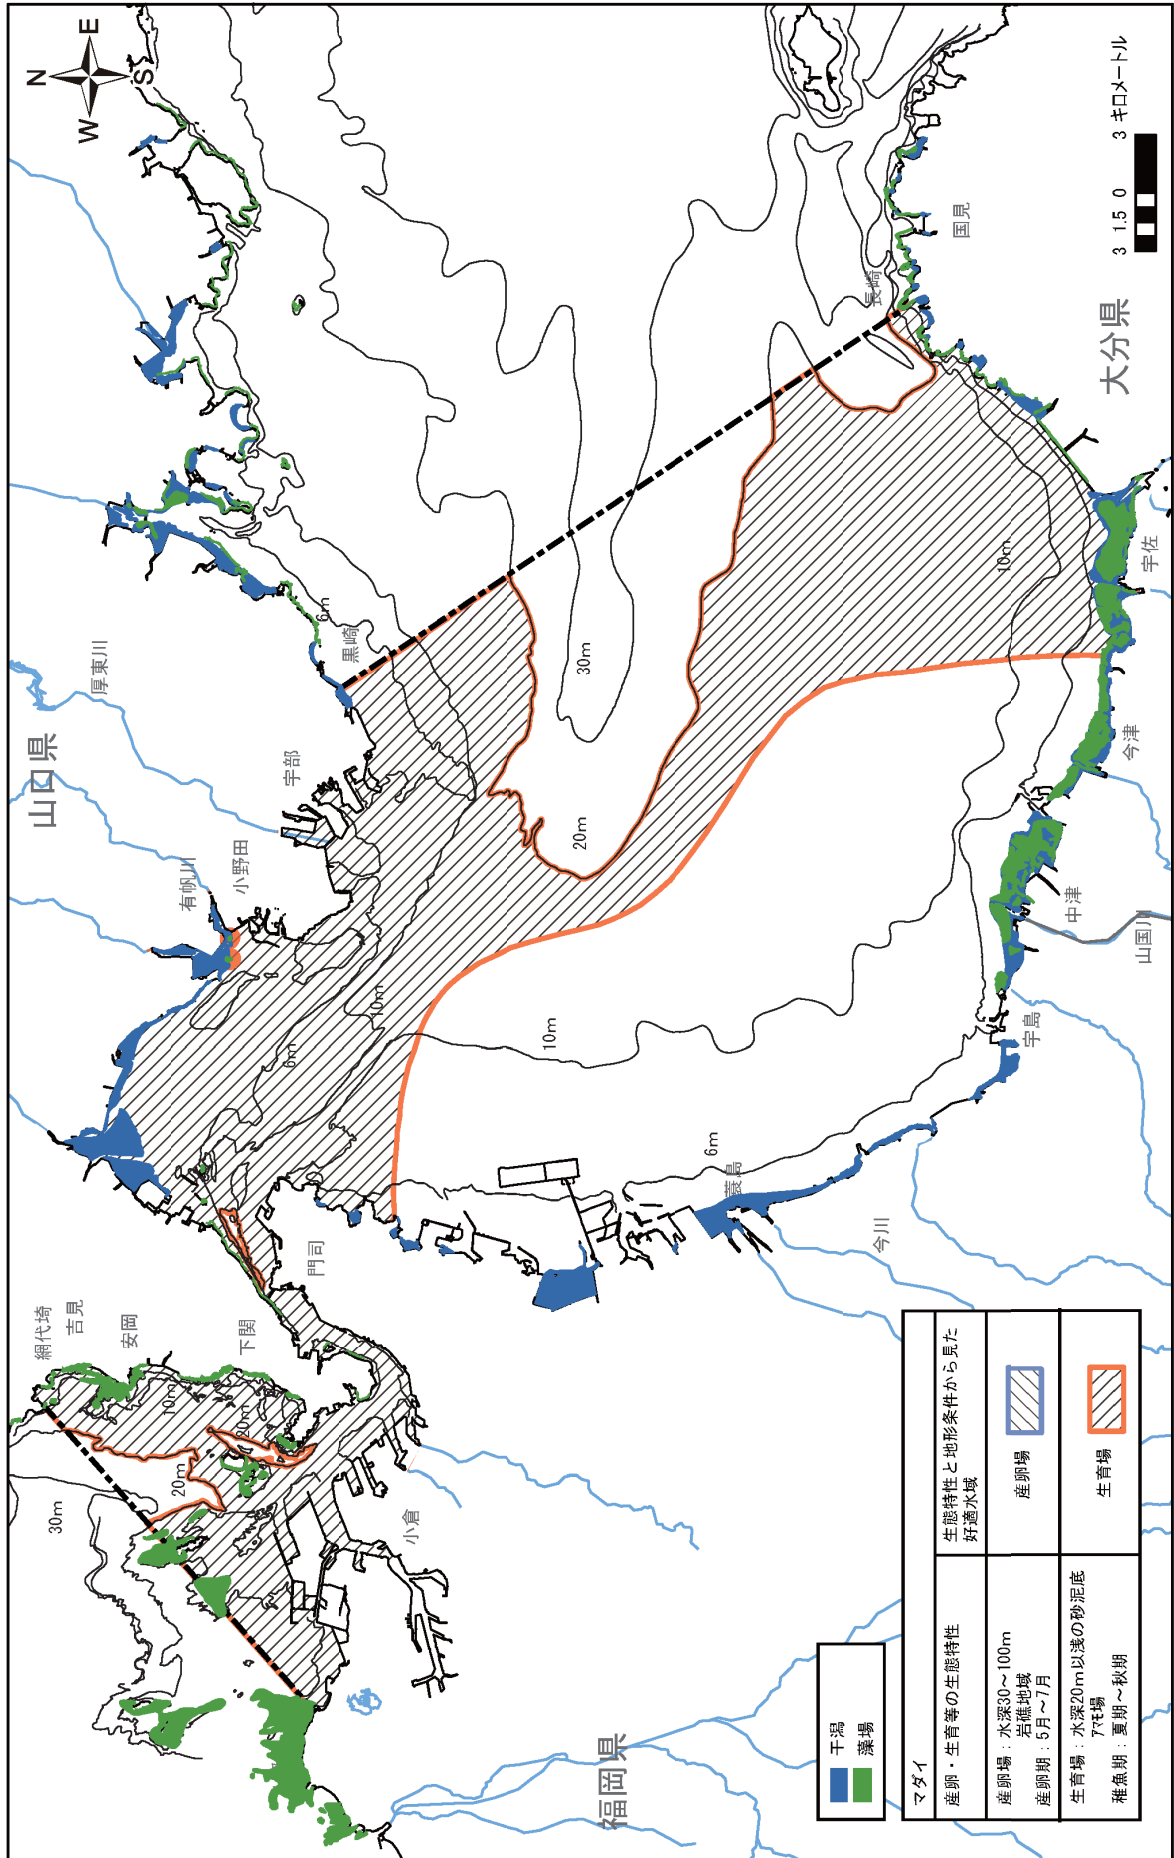 N
W
E
S
山口県
厚東川
有帆川
小野田
宇部
黒崎
6m
6m
10m
20m
30m
10m
10m
6m
網代埼
吉見
安岡
下関
門司
10m
20m
20m
30m
小倉
福岡県
蓑島
今川
宇島
山国川
中津
今津
宇佐
大分県
長崎
国見
3 1.5 0 3 キロメートル
干潟
藻場
マダイ
産卵・生育等の生態特性
生態特性と地形条件から見た
好適水域
産卵場：水深30～100m
岩礁地域
産卵期：5月～7月
産卵場
生育場：水深20m以浅の砂泥底
アマモ場
稚魚期：夏期～秋期
生育場